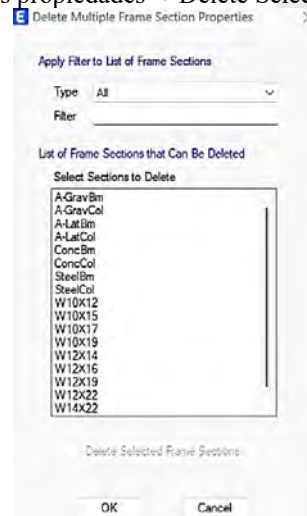 s propiedades → Delete Selec
E Delete Multiple Frame Section Properties
Apply Filter to List of Frame Sections
Type All
Filter
List of Frame Sections that Can Be Deleted
Select Sections to Delete
A-GravBm
A-GravCol
A-LatBm
A-LatCol
ConcBm
ConcCol
SteelBm
SteelCol
W10X12
W10X15
W10X17
W10X19
W12X14
W12X16
W12X19
W12X22
W14X22
Delete Selected Frame Sections
OK Cancel